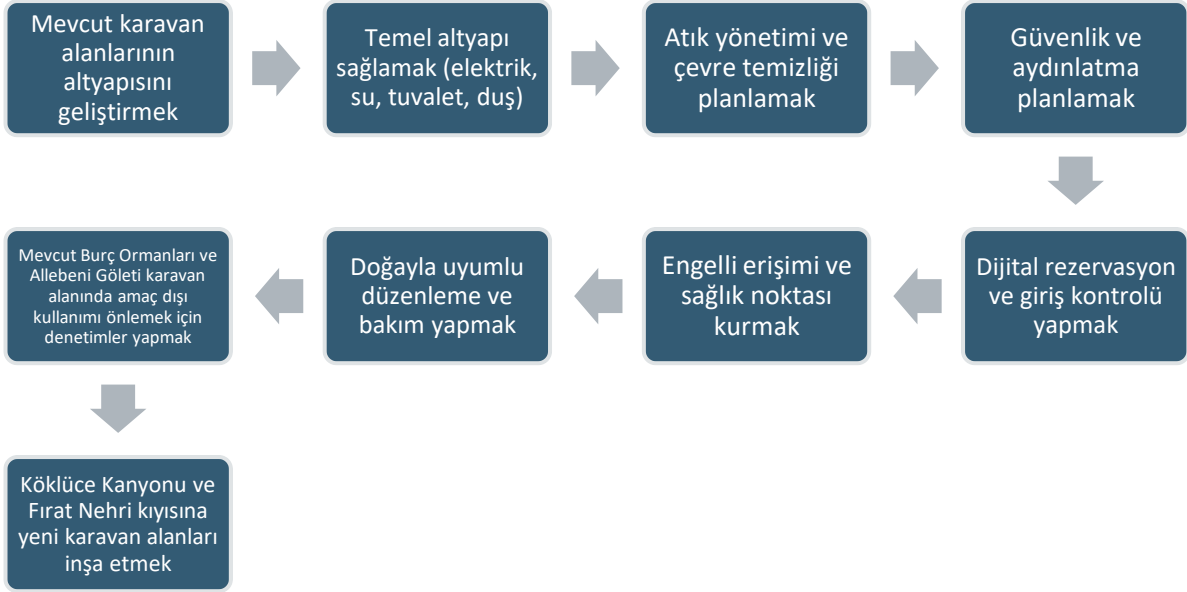 Mevcut karavan
alanlarının
altyapısını
geliştirmek
Temel altyapı
sağlamak (elektrik,
su, tuvalet, duş)
Atık yönetimi ve
çevre temizliği
planlamak
Güvenlik ve
aydınlatma
planlamak
Dijital rezervasyon
ve giriş kontrolü
yapmak
Engelli erişimi ve
sağlık noktası
kurmak
Doğayla uyumlu
düzenleme ve
bakım yapmak
Mevcut Burç Ormanları ve
Allebeni Göleti karavan
alanında amaç dışı
kullanımı önlemek için
denetimler yapmak
Köklüce Kanyonu ve
Fırat Nehri kıyısına
yeni karavan alanları
inşa etmek